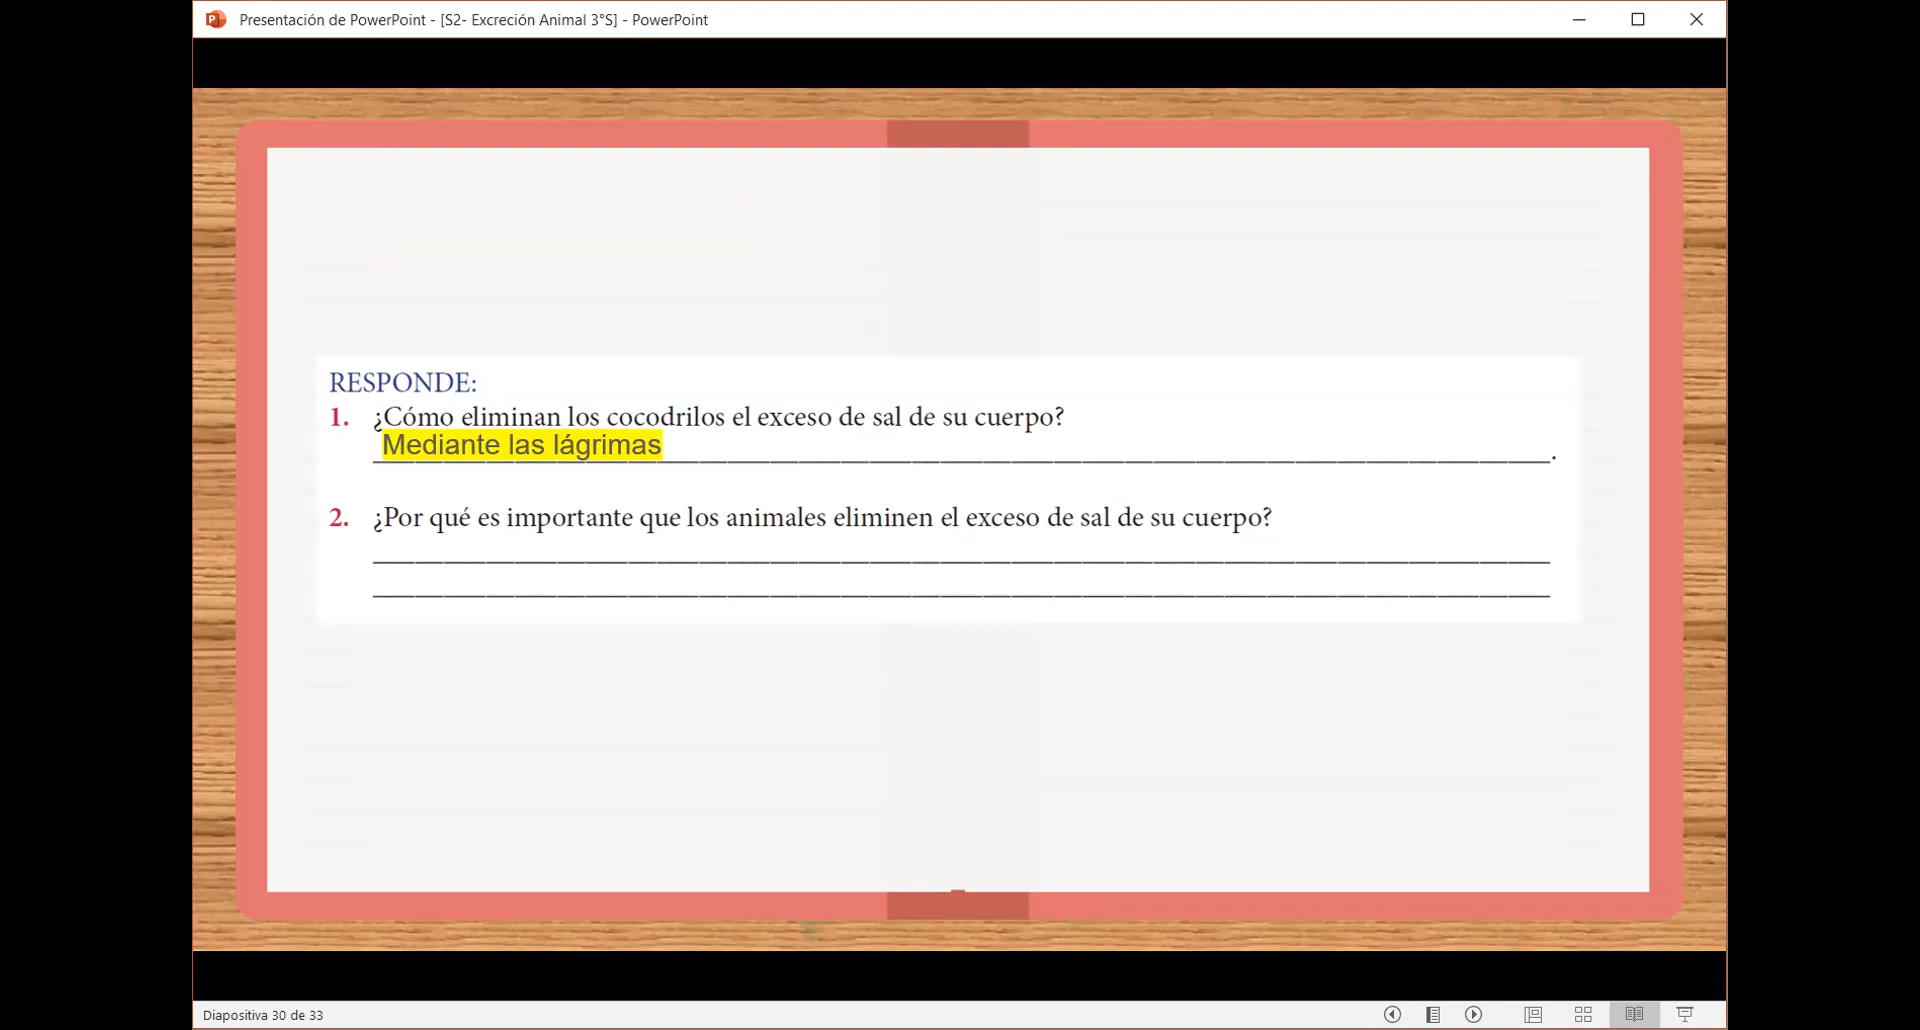 Presentación de PowerPoint - [S2- Excreción Animal 3°S] - PowerPoint
RESPONDE:
1. ¿Cómo eliminan los cocodrilos el exceso de sal de su cuerpo?
Mediante las lágrimas
2. ¿Por qué es importante que los animales eliminen el exceso de sal de su cuerpo?
Diapositiva 30 de 33